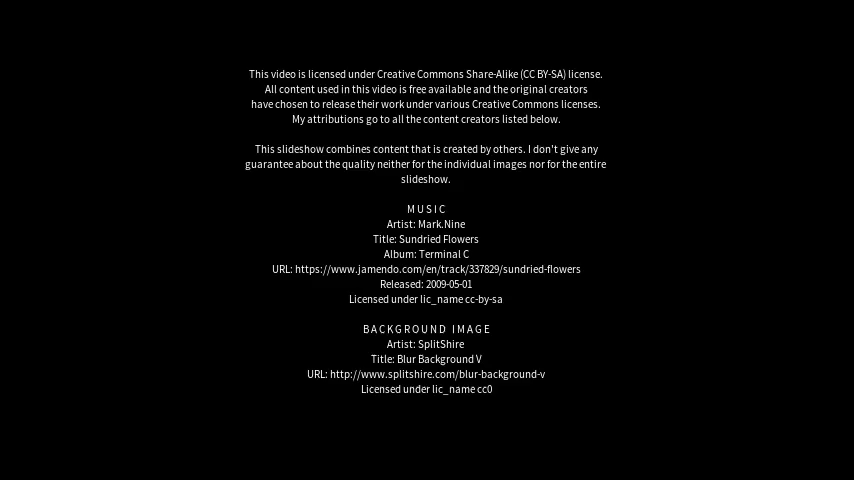 This video is licensed under Creative Commons Share-Alike (CC BY-SA) license.
All content used in this video is free available and the original creators
have chosen to release their work under various Creative Commons licenses.
My attributions go to all the content creators listed below.
This slideshow combines content that is created by others. I don't give any
guarantee about the quality neither for the individual images nor for the entire
slideshow.
MUSIC
Artist: Mark.Nine
Title: Sundried Flowers
Album: Terminal C
URL: https://www.jamendo.com/en/track/337829/sundried-flowers
Released: 2009-05-01
Licensed under lic_name cc-by-sa
BACKGROUND IMAGE
Artist: SplitShire
Title: Blur Background V
URL: http://www.splitshire.com/blur-background-v
Licensed under lic_name cc0